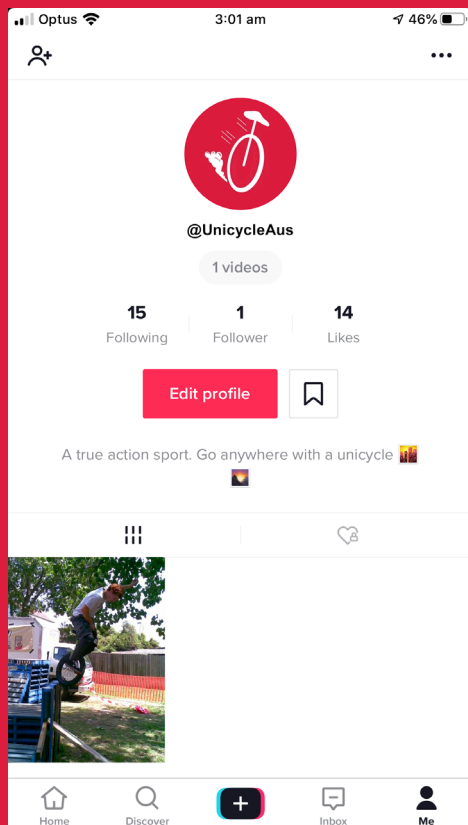 Optus 3:01 am 46%
@UnicycleAus
1 videos
15 1 14
Following Follower Likes
Edit profile
A true action sport. Go anywhere with a unicycle 🌇
🌄
Home Discover Inbox Me